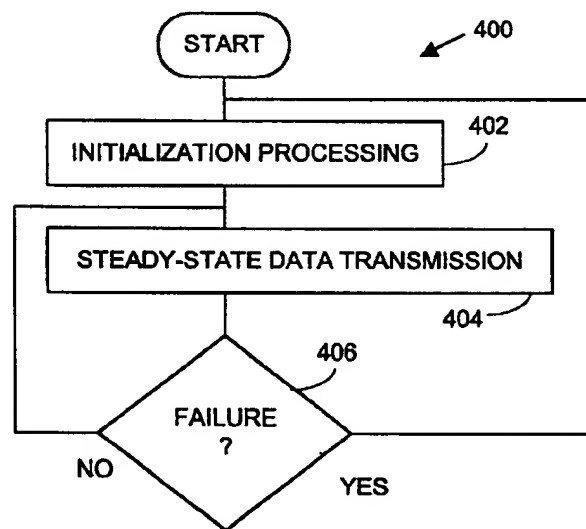 START
400
INITIALIZATION PROCESSING
402
STEADY-STATE DATA TRANSMISSION
404
406
FAILURE
?
NO
YES